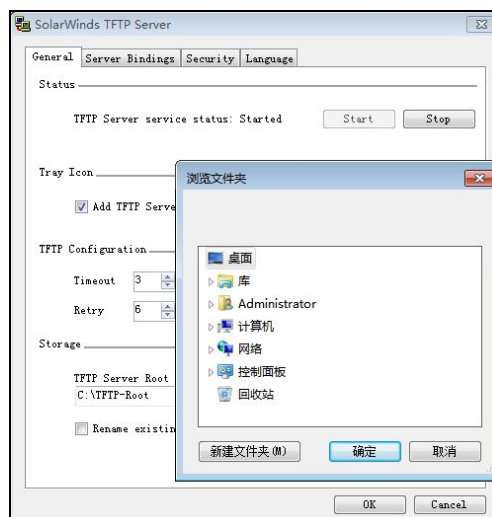 SolarWinds TFTP Server
General Server Bindings Security Language
Status
TFTP Server service status: Started Start Stop
Tray Icon
Add TFTP Serve
TFTP Configuration
Timeout 3
Retry 6
Storage
TFTP Server Root
C:\TFTP-Root
Rename existin
浏览文件夹
桌面
库
Administrator
计算机
网络
控制面板
回收站
新建文件夹(M) 确定 取消
OK Cancel